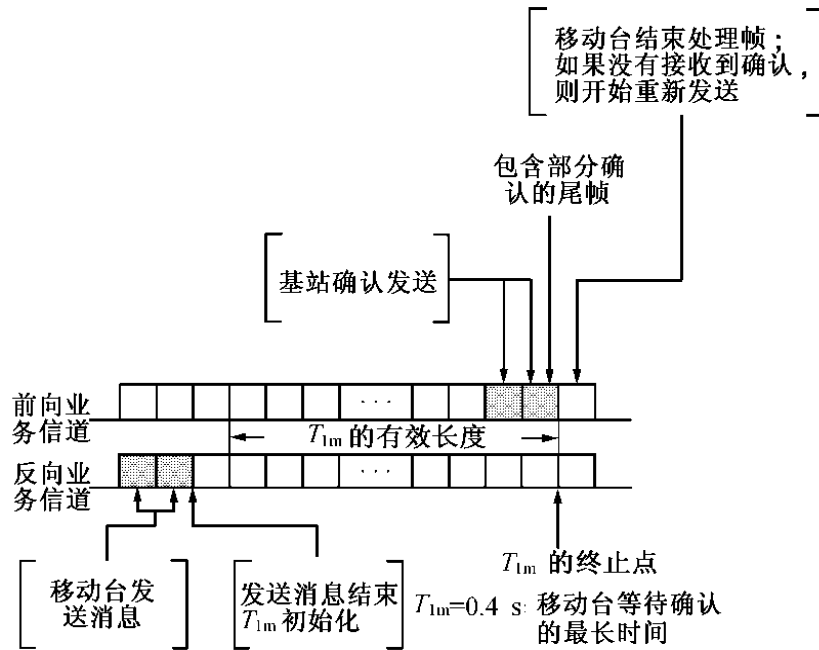 移动台结束处理帧；
如果没有接收到确认，
则开始重新发送
包含部分确
认的尾帧
基站确认发送
前向业
务信道
···
T1m 的有效长度
反向业
务信道
···
移动台发
送消息
发送消息结束
T1m 初始化
T1m 的终止点
T1m=0.4 s: 移动台等待确认
的最长时间